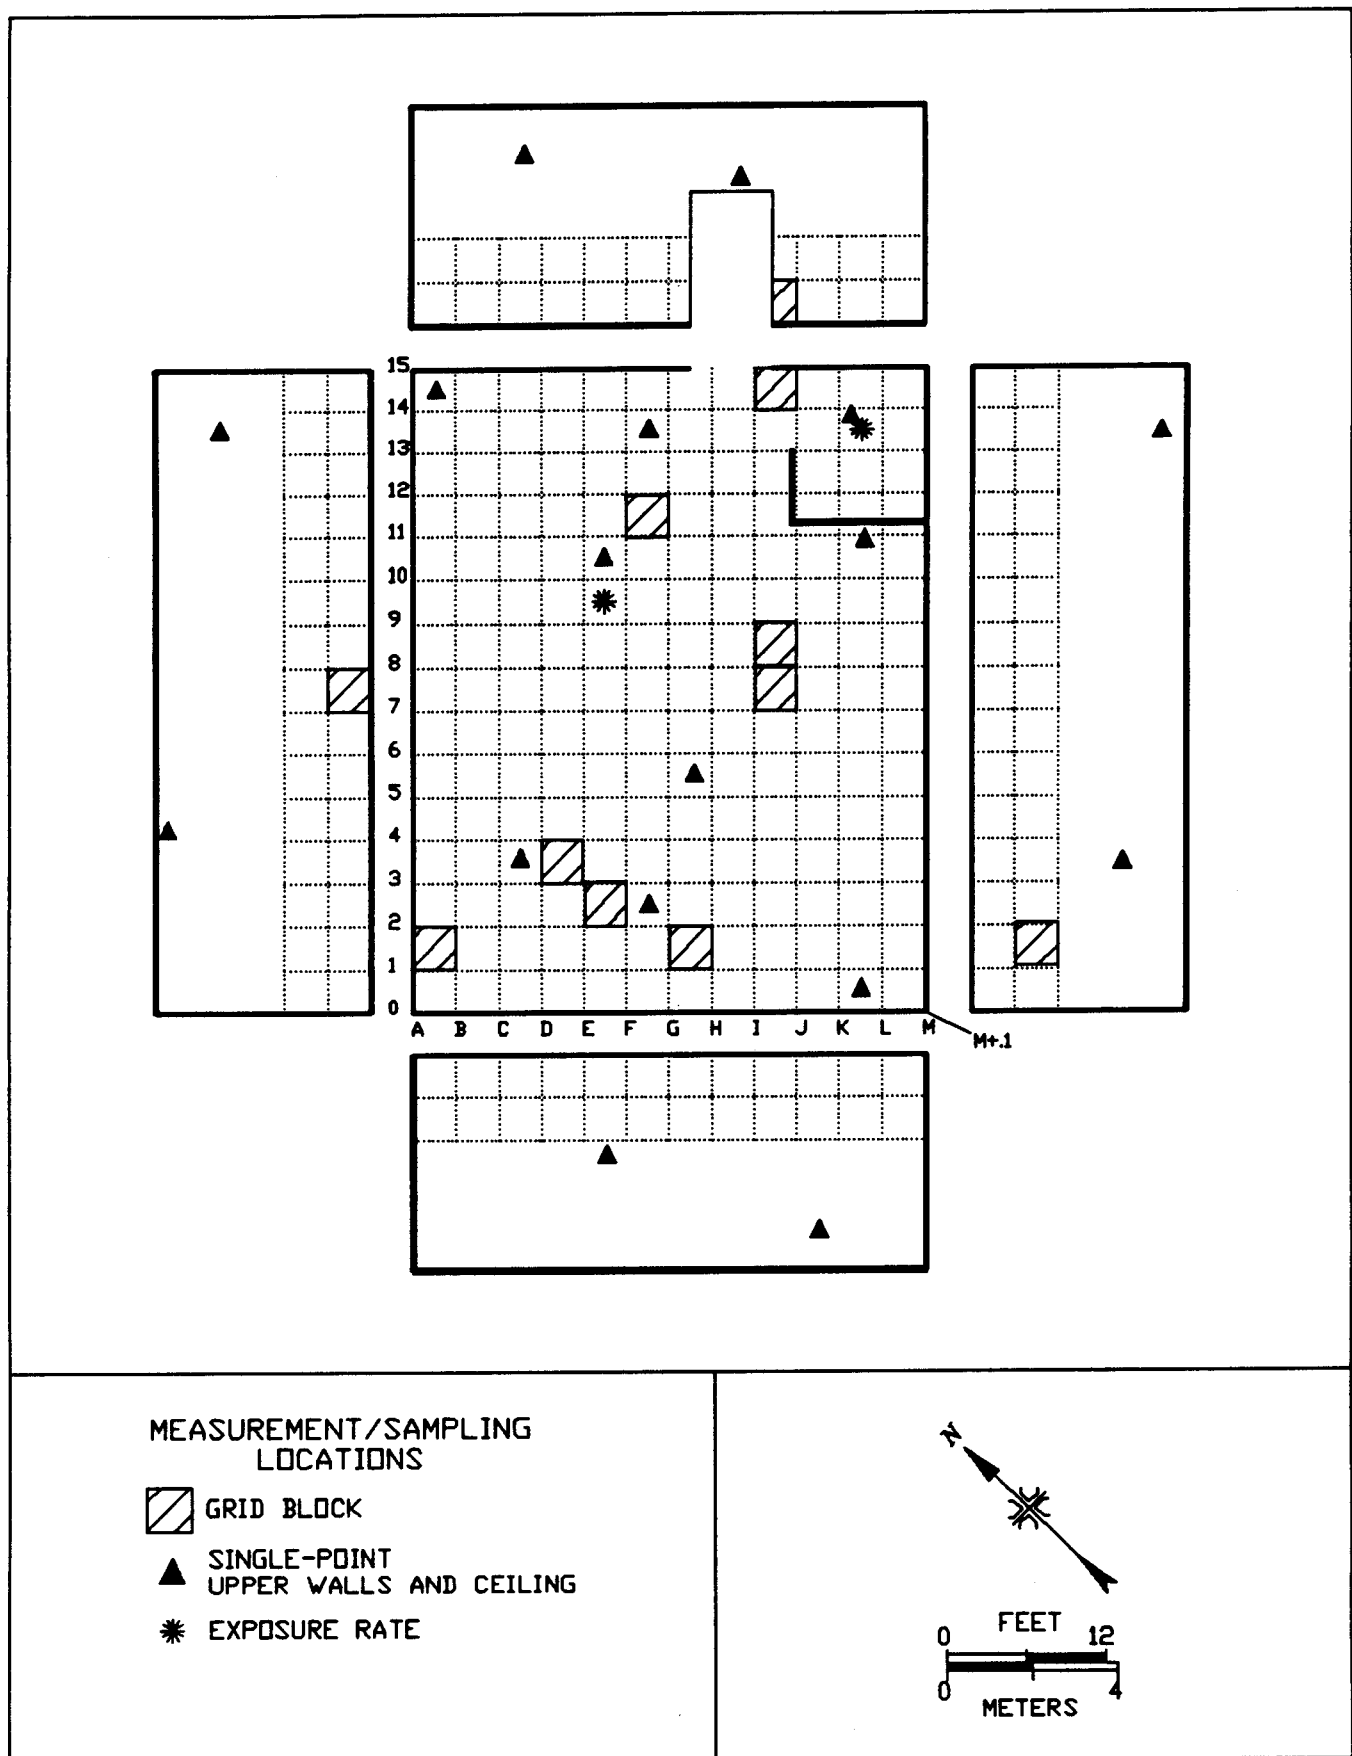 15
14
13
12
11
10
9
8
7
6
5
4
3
2
1
0
A B C D E F G H I J K L M
M+.1
MEASUREMENT/SAMPLING
LOCATIONS
GRID BLOCK
SINGLE-POINT
UPPER WALLS AND CEILING
EXPOSURE RATE
N
FEET
0 12
0 4
METERS